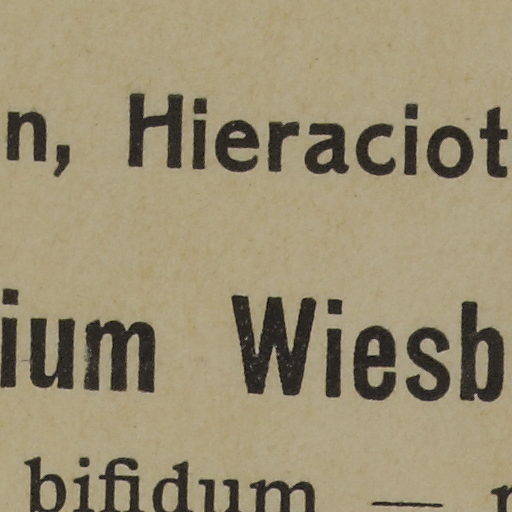 n, Hieraciot
ium Wiesb
bifidum — r